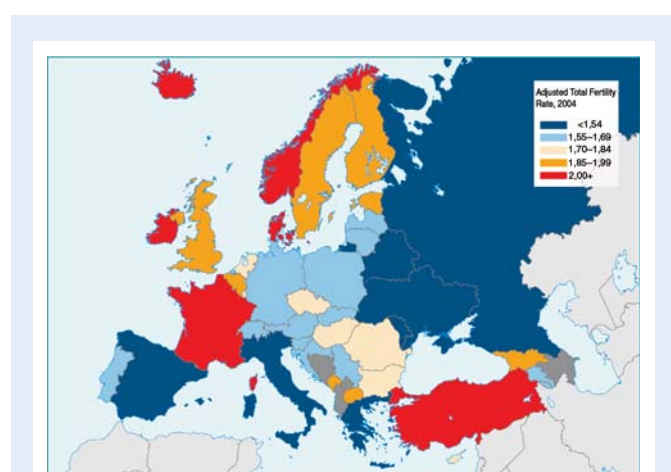 Adjusted Total Fertility
Rate, 2004
<1,54
1,55–1,69
1,70–1,84
1,85–1,99
2,00+